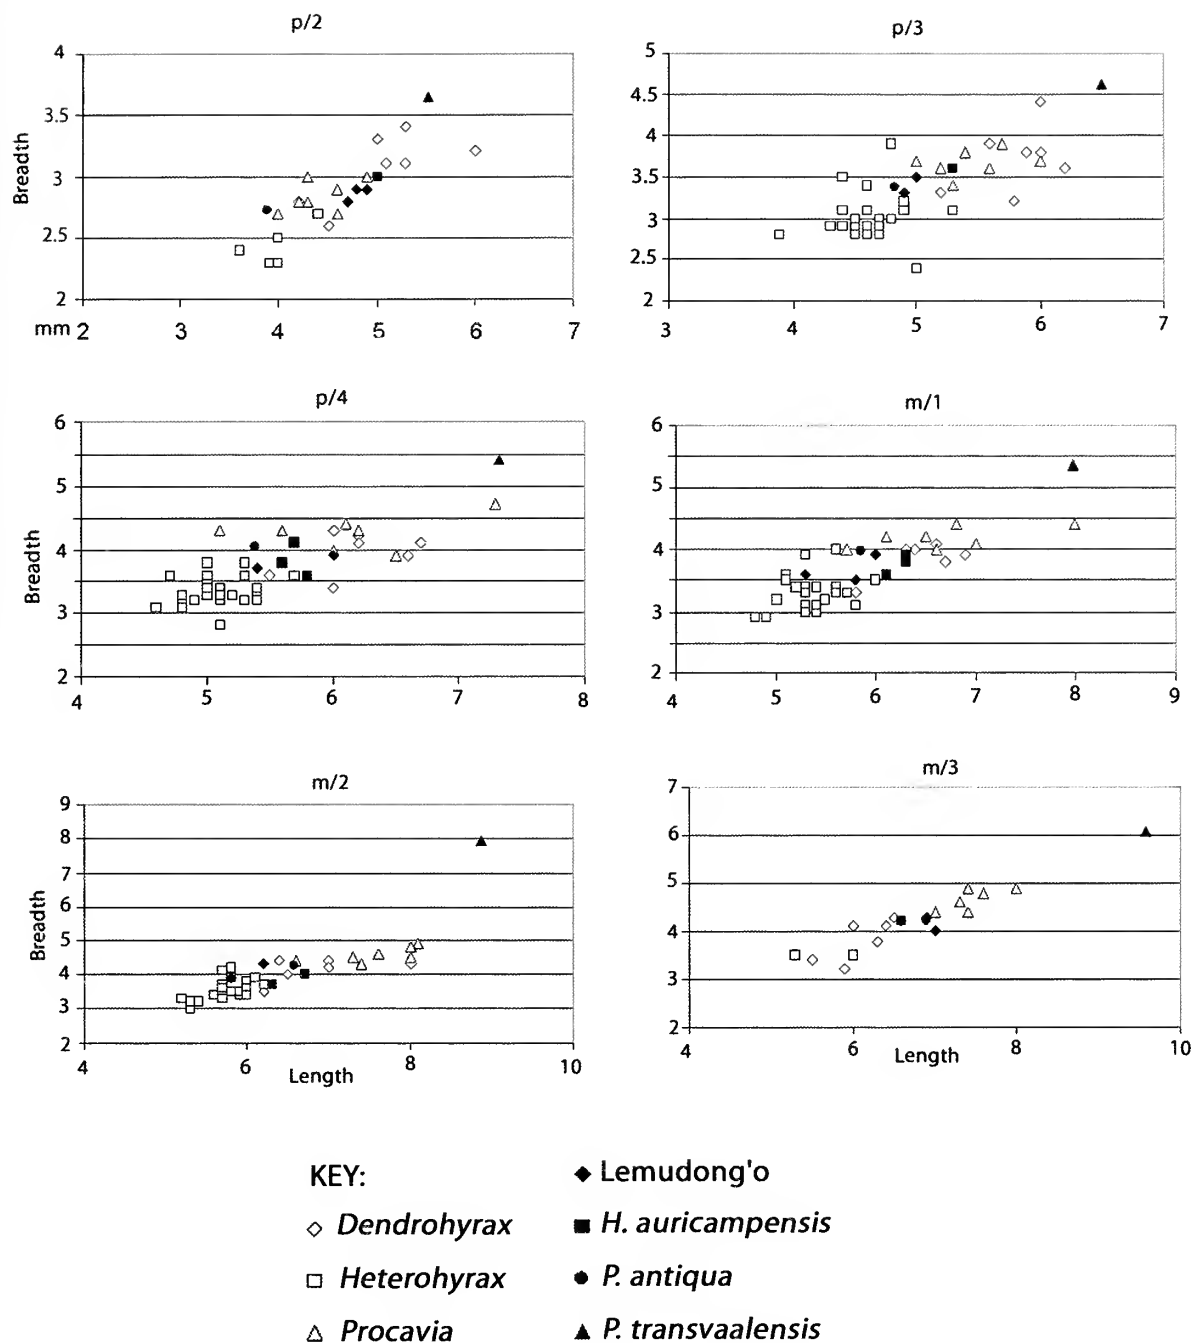 p/2
4
3.5
3
2.5
2
Breadth
mm 2 3 4 5 6 7
p/3
5
4.5
4
3.5
3
2.5
2
3 4 5 6 7
p/4
6
5
4
3
2
Breadth
4 5 6 7 8
m/1
6
5
4
3
2
4 5 6 7 8 9
m/2
9
8
7
6
5
4
3
2
Breadth
4 6 8 10
Length
m/3
7
6
5
4
3
2
4 6 8 10
Length
KEY:
Lemudong'o
Dendrohyrax
H. auricampensis
Heterohyrax
P. antiqua
Procavia
P. transvaalensis